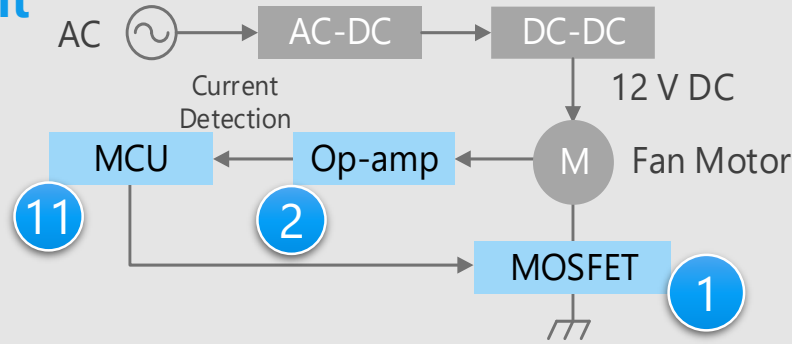 AC
AC-DC
DC-DC
12 V DC
Current
Detection
MCU
Op-amp
M
Fan Motor
11
2
MOSFET
1